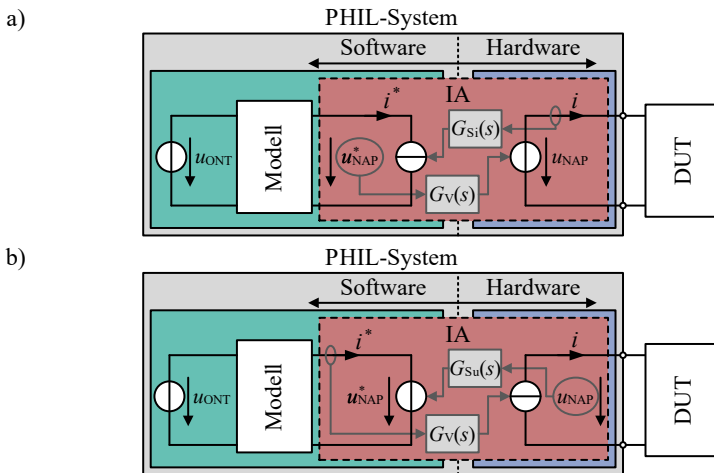 a)
PHIL-System
Software Hardware
IA
i* i
G_Si(s)
u_ONT Modell u*_NAP u_NAP DUT
G_V(s)
b)
PHIL-System
Software Hardware
IA
i* i
G_Su(s)
u_ONT Modell u*_NAP u_NAP DUT
G_V(s)